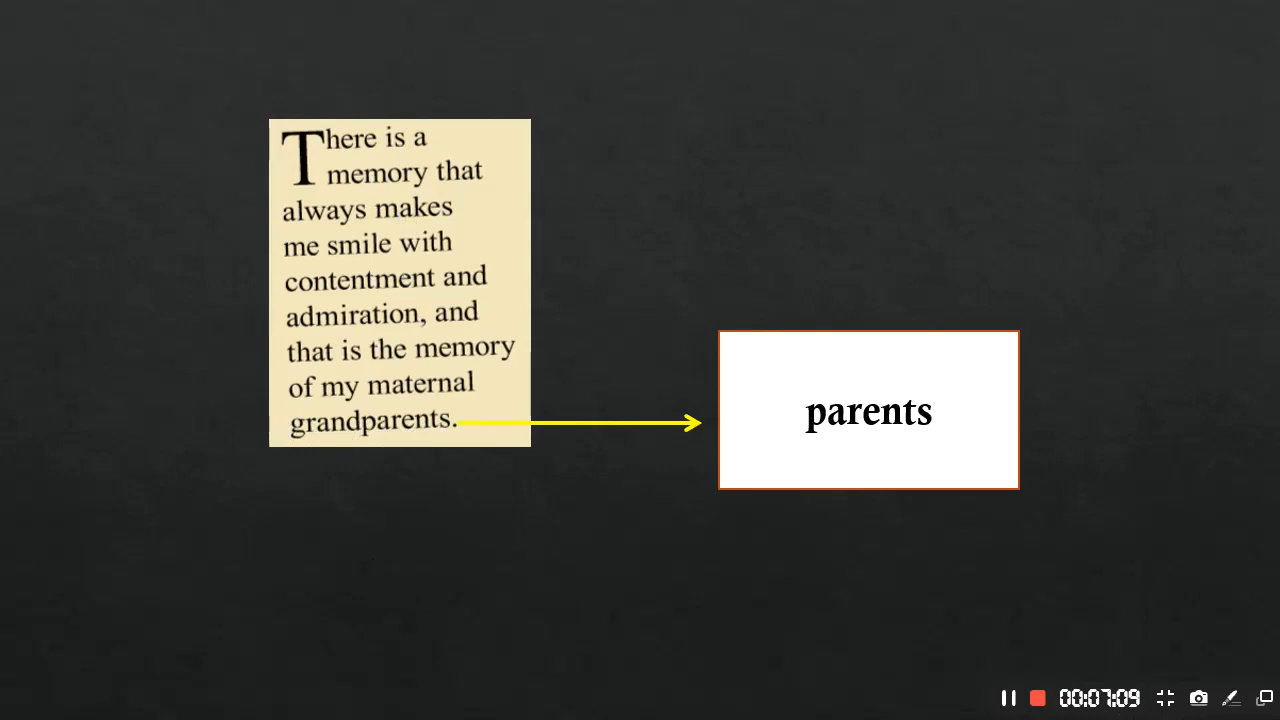 There is a
memory that
always makes
me smile with
contentment and
admiration, and
that is the memory
of my maternal
grandparents.
parents
00:07:09